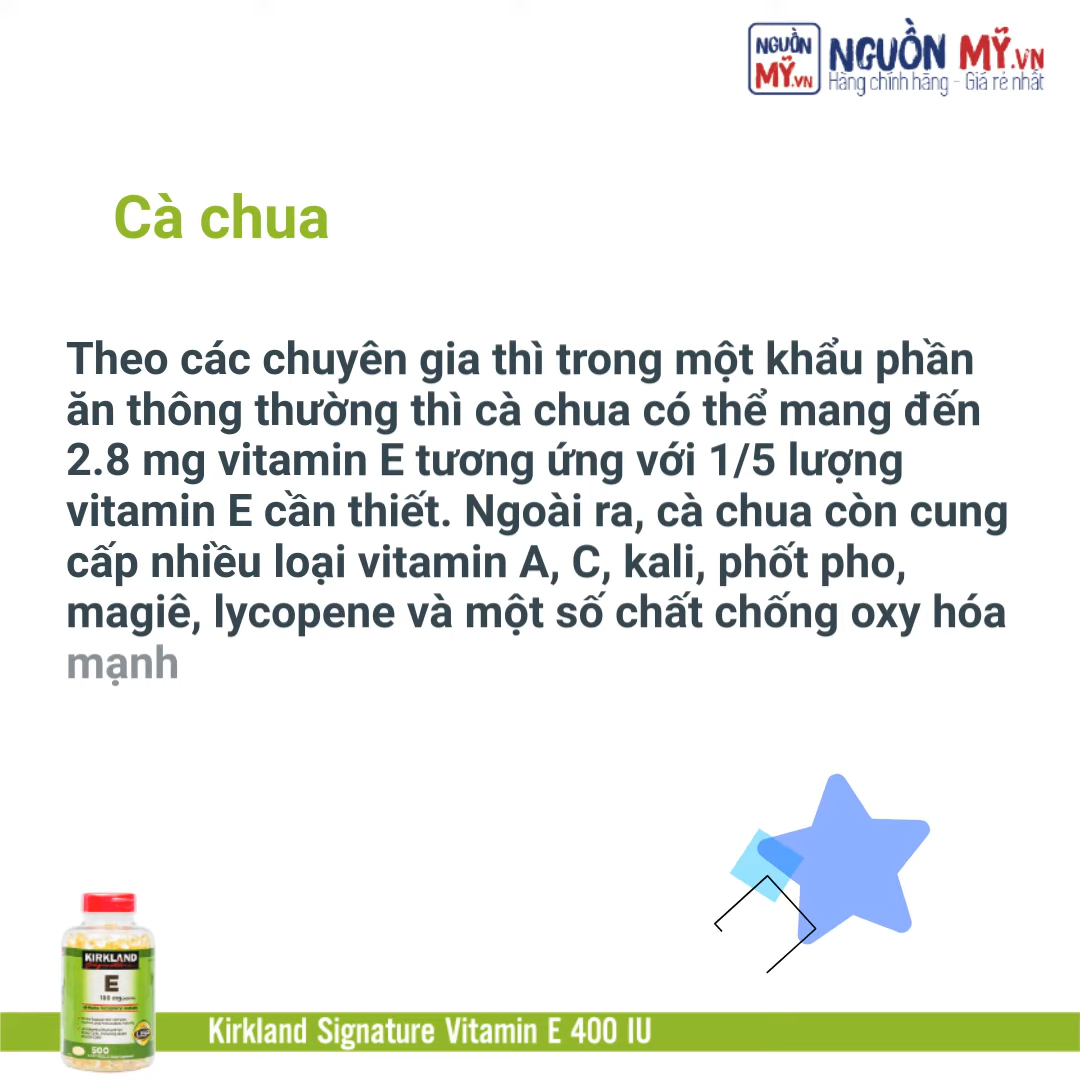 NGUỒN
MỸ.VN
NGUỒN MỸ.VN
Hàng chính hãng - Giá rẻ nhất
Cà chua
Theo các chuyên gia thì trong một khẩu phần
ăn thông thường thì cà chua có thể mang đến
2.8 mg vitamin E tương ứng với 1/5 lượng
vitamin E cần thiết. Ngoài ra, cà chua còn cung
cấp nhiều loại vitamin A, C, kali, phốt pho,
magiê, lycopene và một số chất chống oxy hóa
mạnh
KIRKLAND
Signature
E
180 mg
500
Kirkland Signature Vitamin E 400 IU